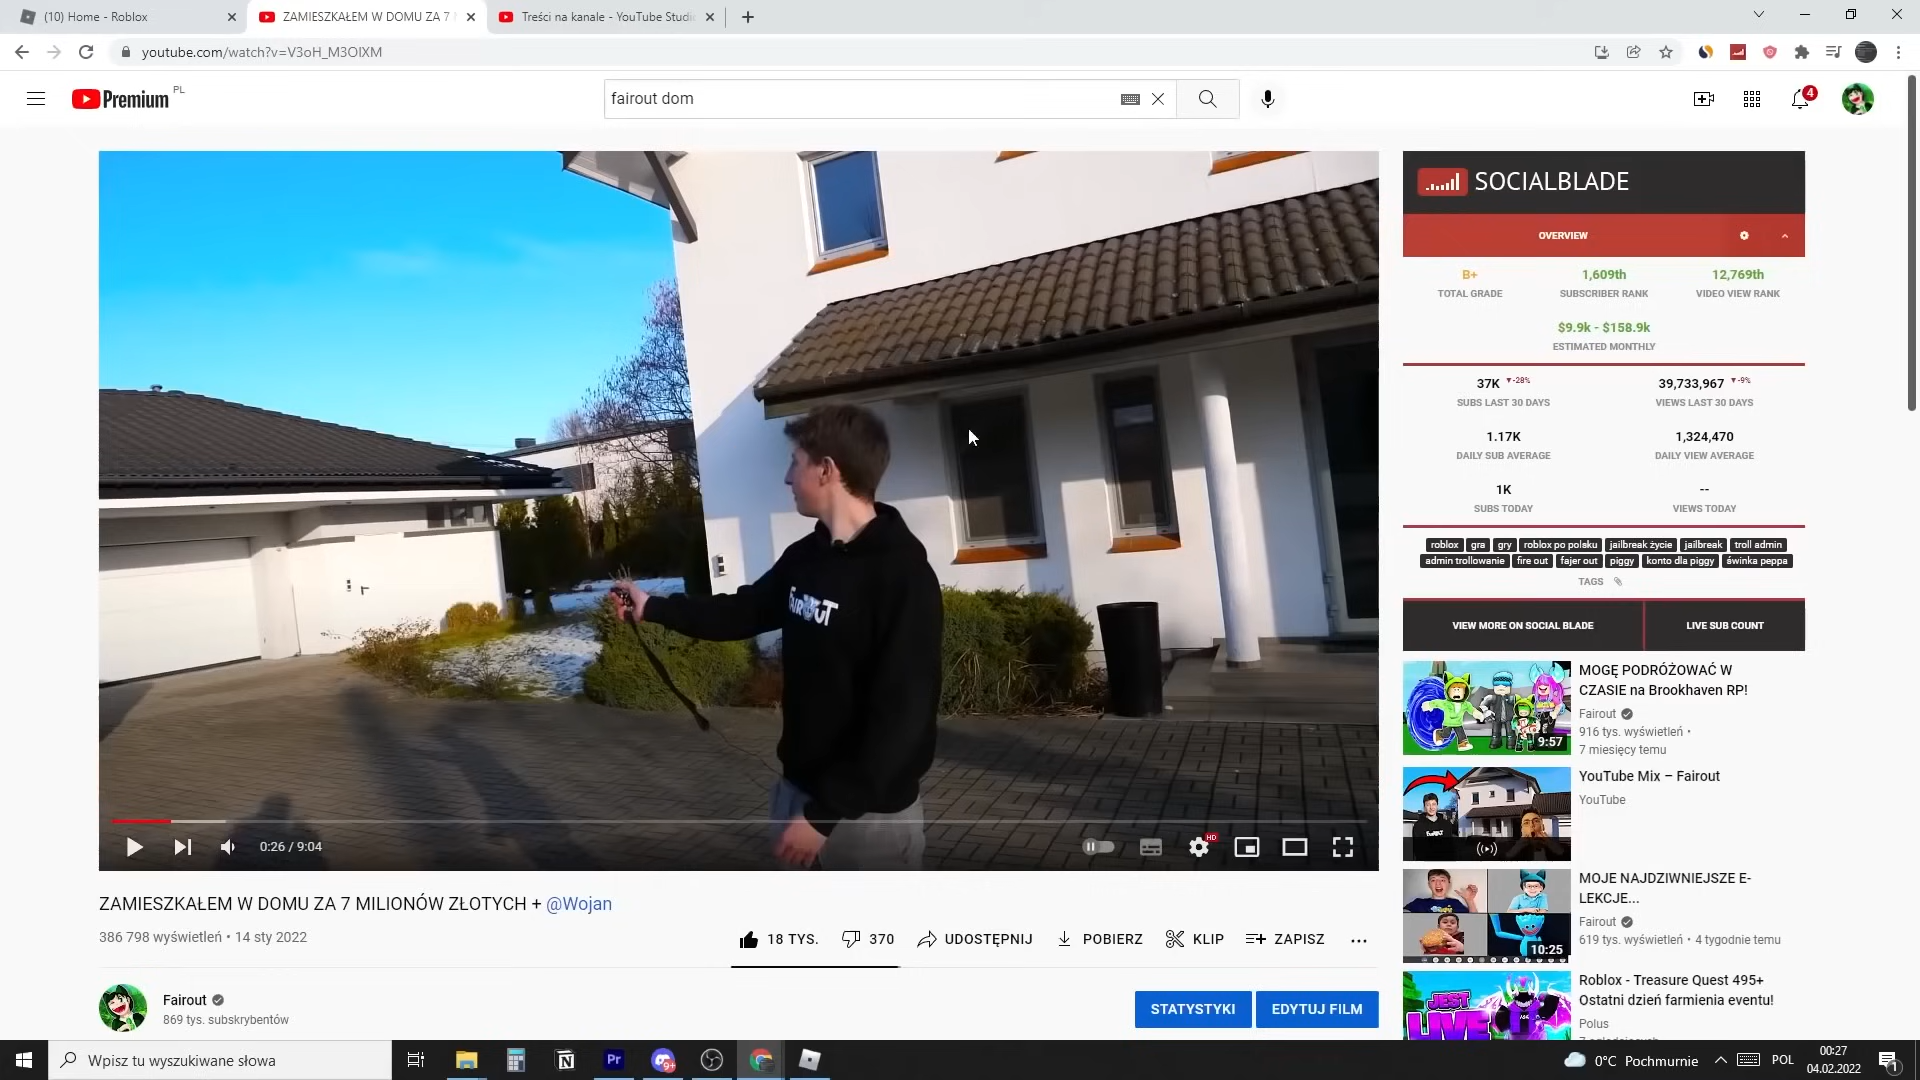 (10) Home - Roblox
ZAMIESZKAŁEM W DOMU ZA 7
Treści na kanale - YouTube Studio
youtube.com/watch?v=V3oH_M3OIXM
Premium PL
fairout dom
4
SOCIALBLADE
OVERVIEW
B+ 1,609th 12,769th
TOTAL GRADE SUBSCRIBER RANK VIDEO VIEW RANK
$9.9k - $158.9k
ESTIMATED MONTHLY
37K -28% 39,733,967 -9%
SUBS LAST 30 DAYS VIEWS LAST 30 DAYS
1.17K 1,324,470
DAILY SUB AVERAGE DAILY VIEW AVERAGE
1K --
SUBS TODAY VIEWS TODAY
roblox gra gry roblox po polsku jailbreak życie jailbreak troll admin
admin trollowanie fire out fajer out piggy konto dla piggy świnka peppa
TAGS
VIEW MORE ON SOCIAL BLADE LIVE SUB COUNT
FAIROUT
0:26 / 9:04
HD
ZAMIESZKAŁEM W DOMU ZA 7 MILIONÓW ZŁOTYCH + @Wojan
386 798 wyświetleń • 14 sty 2022
18 TYS. 370 UDOSTĘPNIJ POBIERZ KLIP ZAPISZ
Fairout
869 tys. subskrybentów
STATYSTYKI EDYTUJ FILM
MOGĘ PODRÓŻOWAĆ W
CZASIE na Brookhaven RP!
Fairout
916 tys. wyświetleń •
7 miesięcy temu
9:57
YouTube Mix – Fairout
YouTube
MOJE NAJDZIWNIEJSZE E-
LEKCJE...
Fairout
619 tys. wyświetleń • 4 tygodnie temu
10:25
Roblox - Treasure Quest 495+
Ostatni dzień farmienia eventu!
Polus
JEST
LIVE
Wpisz tu wyszukiwane słowa
Pr
9+
0°C Pochmurnie
POL
00:27
04.02.2022
1